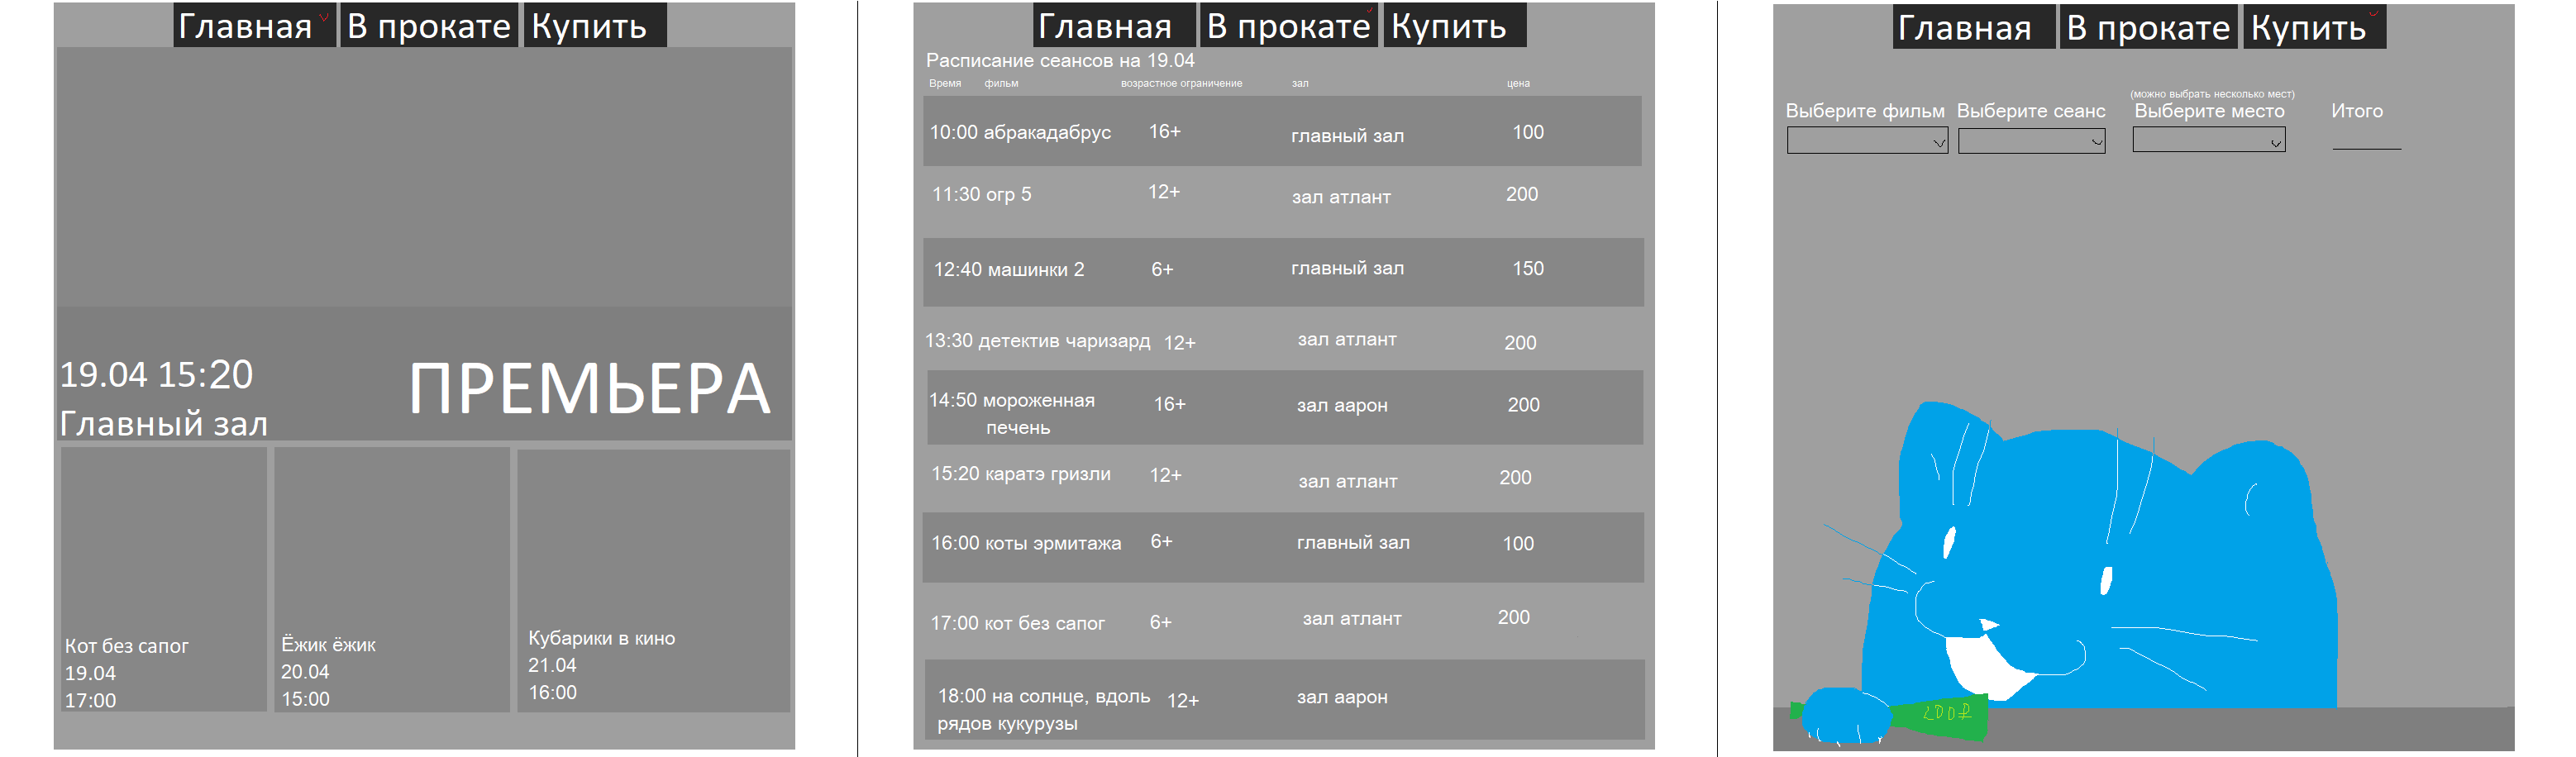 Главная В прокате Купить
19.04 15:20
Главный зал
ПРЕМЬЕРА
Кот без сапог
19.04
17:00
Ёжик ёжик
20.04
15:00
Кубарики в кино
21.04
16:00
Главная В прокате Купить
Расписание сеансов на 19.04
Время фильм возрастное ограничение зал цена
10:00 абракадабрус 16+ главный зал 100
11:30 огр 5 12+ зал атлант 200
12:40 машинки 2 6+ главный зал 150
13:30 детектив чаризард 12+ зал атлант 200
14:50 мороженная 16+ зал аарон 200
печень
15:20 каратэ гризли 12+ зал атлант 200
16:00 коты эрмитажа 6+ главный зал 100
17:00 кот без сапог 6+ зал атлант 200
18:00 на солнце, вдоль 12+ зал аарон
рядов кукурузы
Главная В прокате Купить
(можно выбрать несколько мест)
Выберите фильм Выберите сеанс Выберите место Итого
200₽